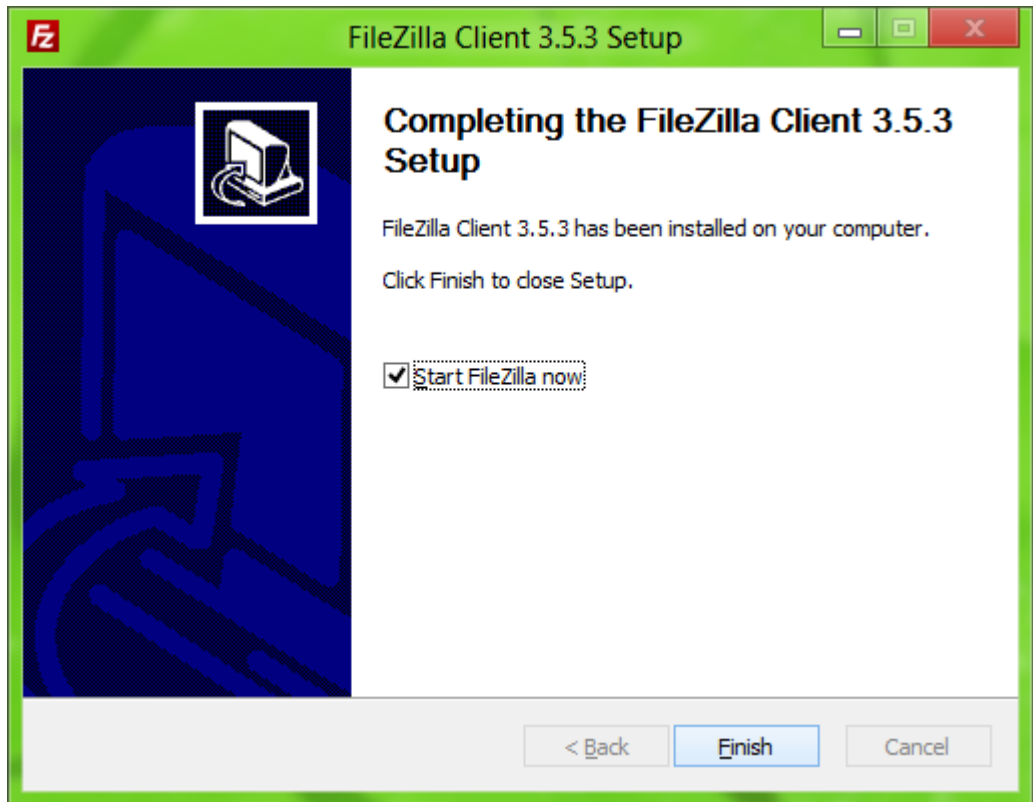 Fz
FileZilla Client 3.5.3 Setup
Completing the FileZilla Client 3.5.3
Setup
FileZilla Client 3.5.3 has been installed on your computer.
Click Finish to close Setup.
Start FileZilla now
< Back
Finish
Cancel